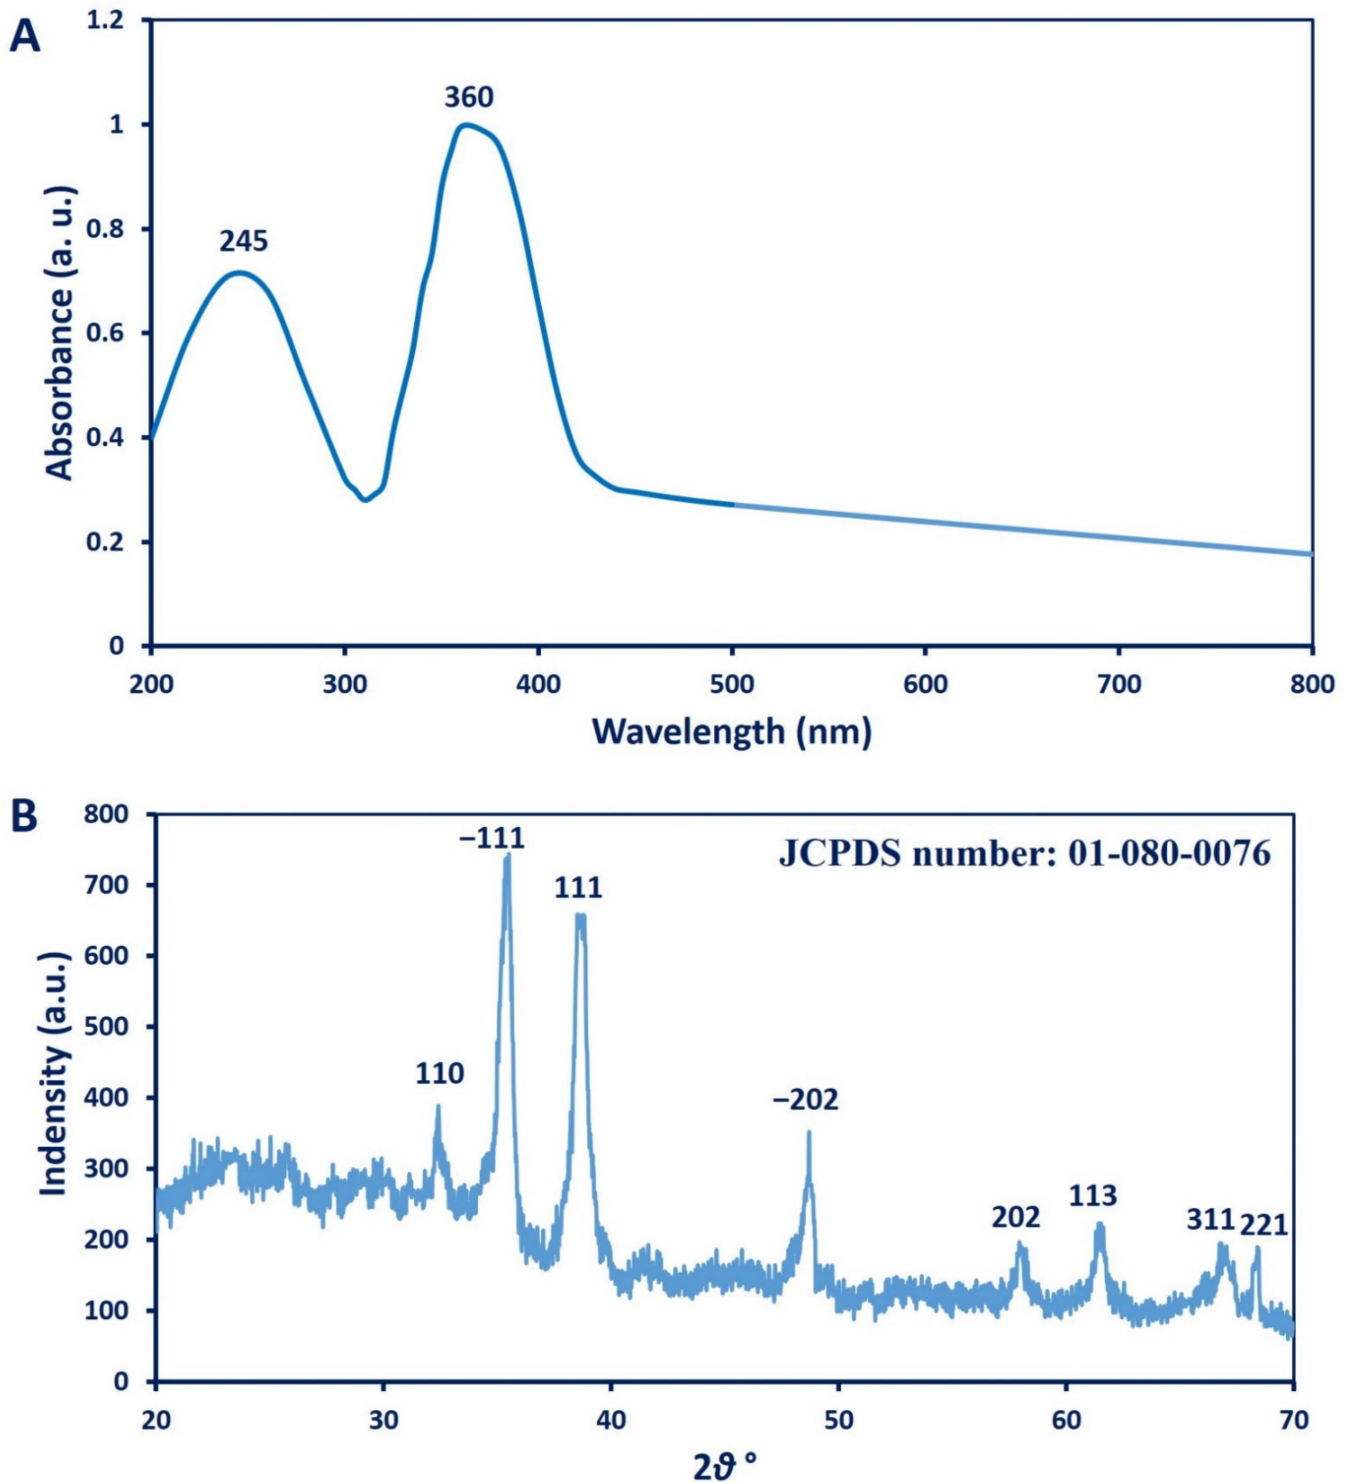 A
1.2
1
0.8
0.6
0.4
0.2
0
Absorbance (a. u.)
245
360
200 300 400 500 600 700 800
Wavelength (nm)
B
800
700
600
500
400
300
200
100
0
Indensity (a.u.)
JCPDS number: 01-080-0076
–111
111
110
–202
202
113
311
221
20 30 40 50 60 70
2ϑ °